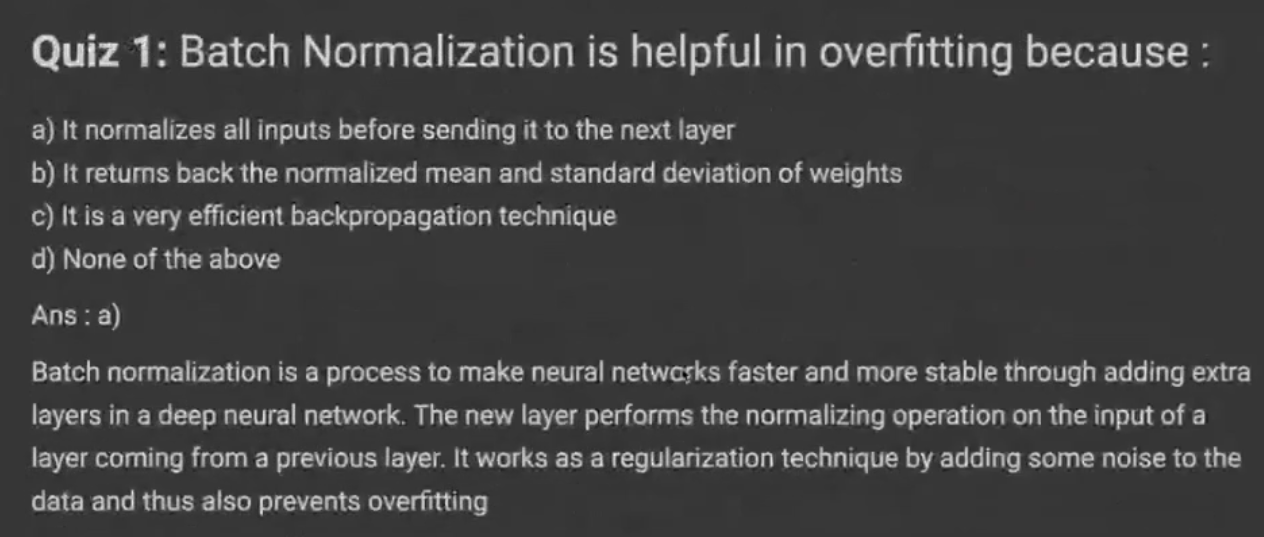 Quiz 1: Batch Normalization is helpful in overfitting because :
a) It normalizes all inputs before sending it to the next layer
b) It returns back the normalized mean and standard deviation of weights
c) It is a very efficient backpropagation technique
d) None of the above
Ans : a)
Batch normalization is a process to make neural networks faster and more stable through adding extra
layers in a deep neural network. The new layer performs the normalizing operation on the input of a
layer coming from a previous layer. It works as a regularization technique by adding some noise to the
data and thus also prevents overfitting